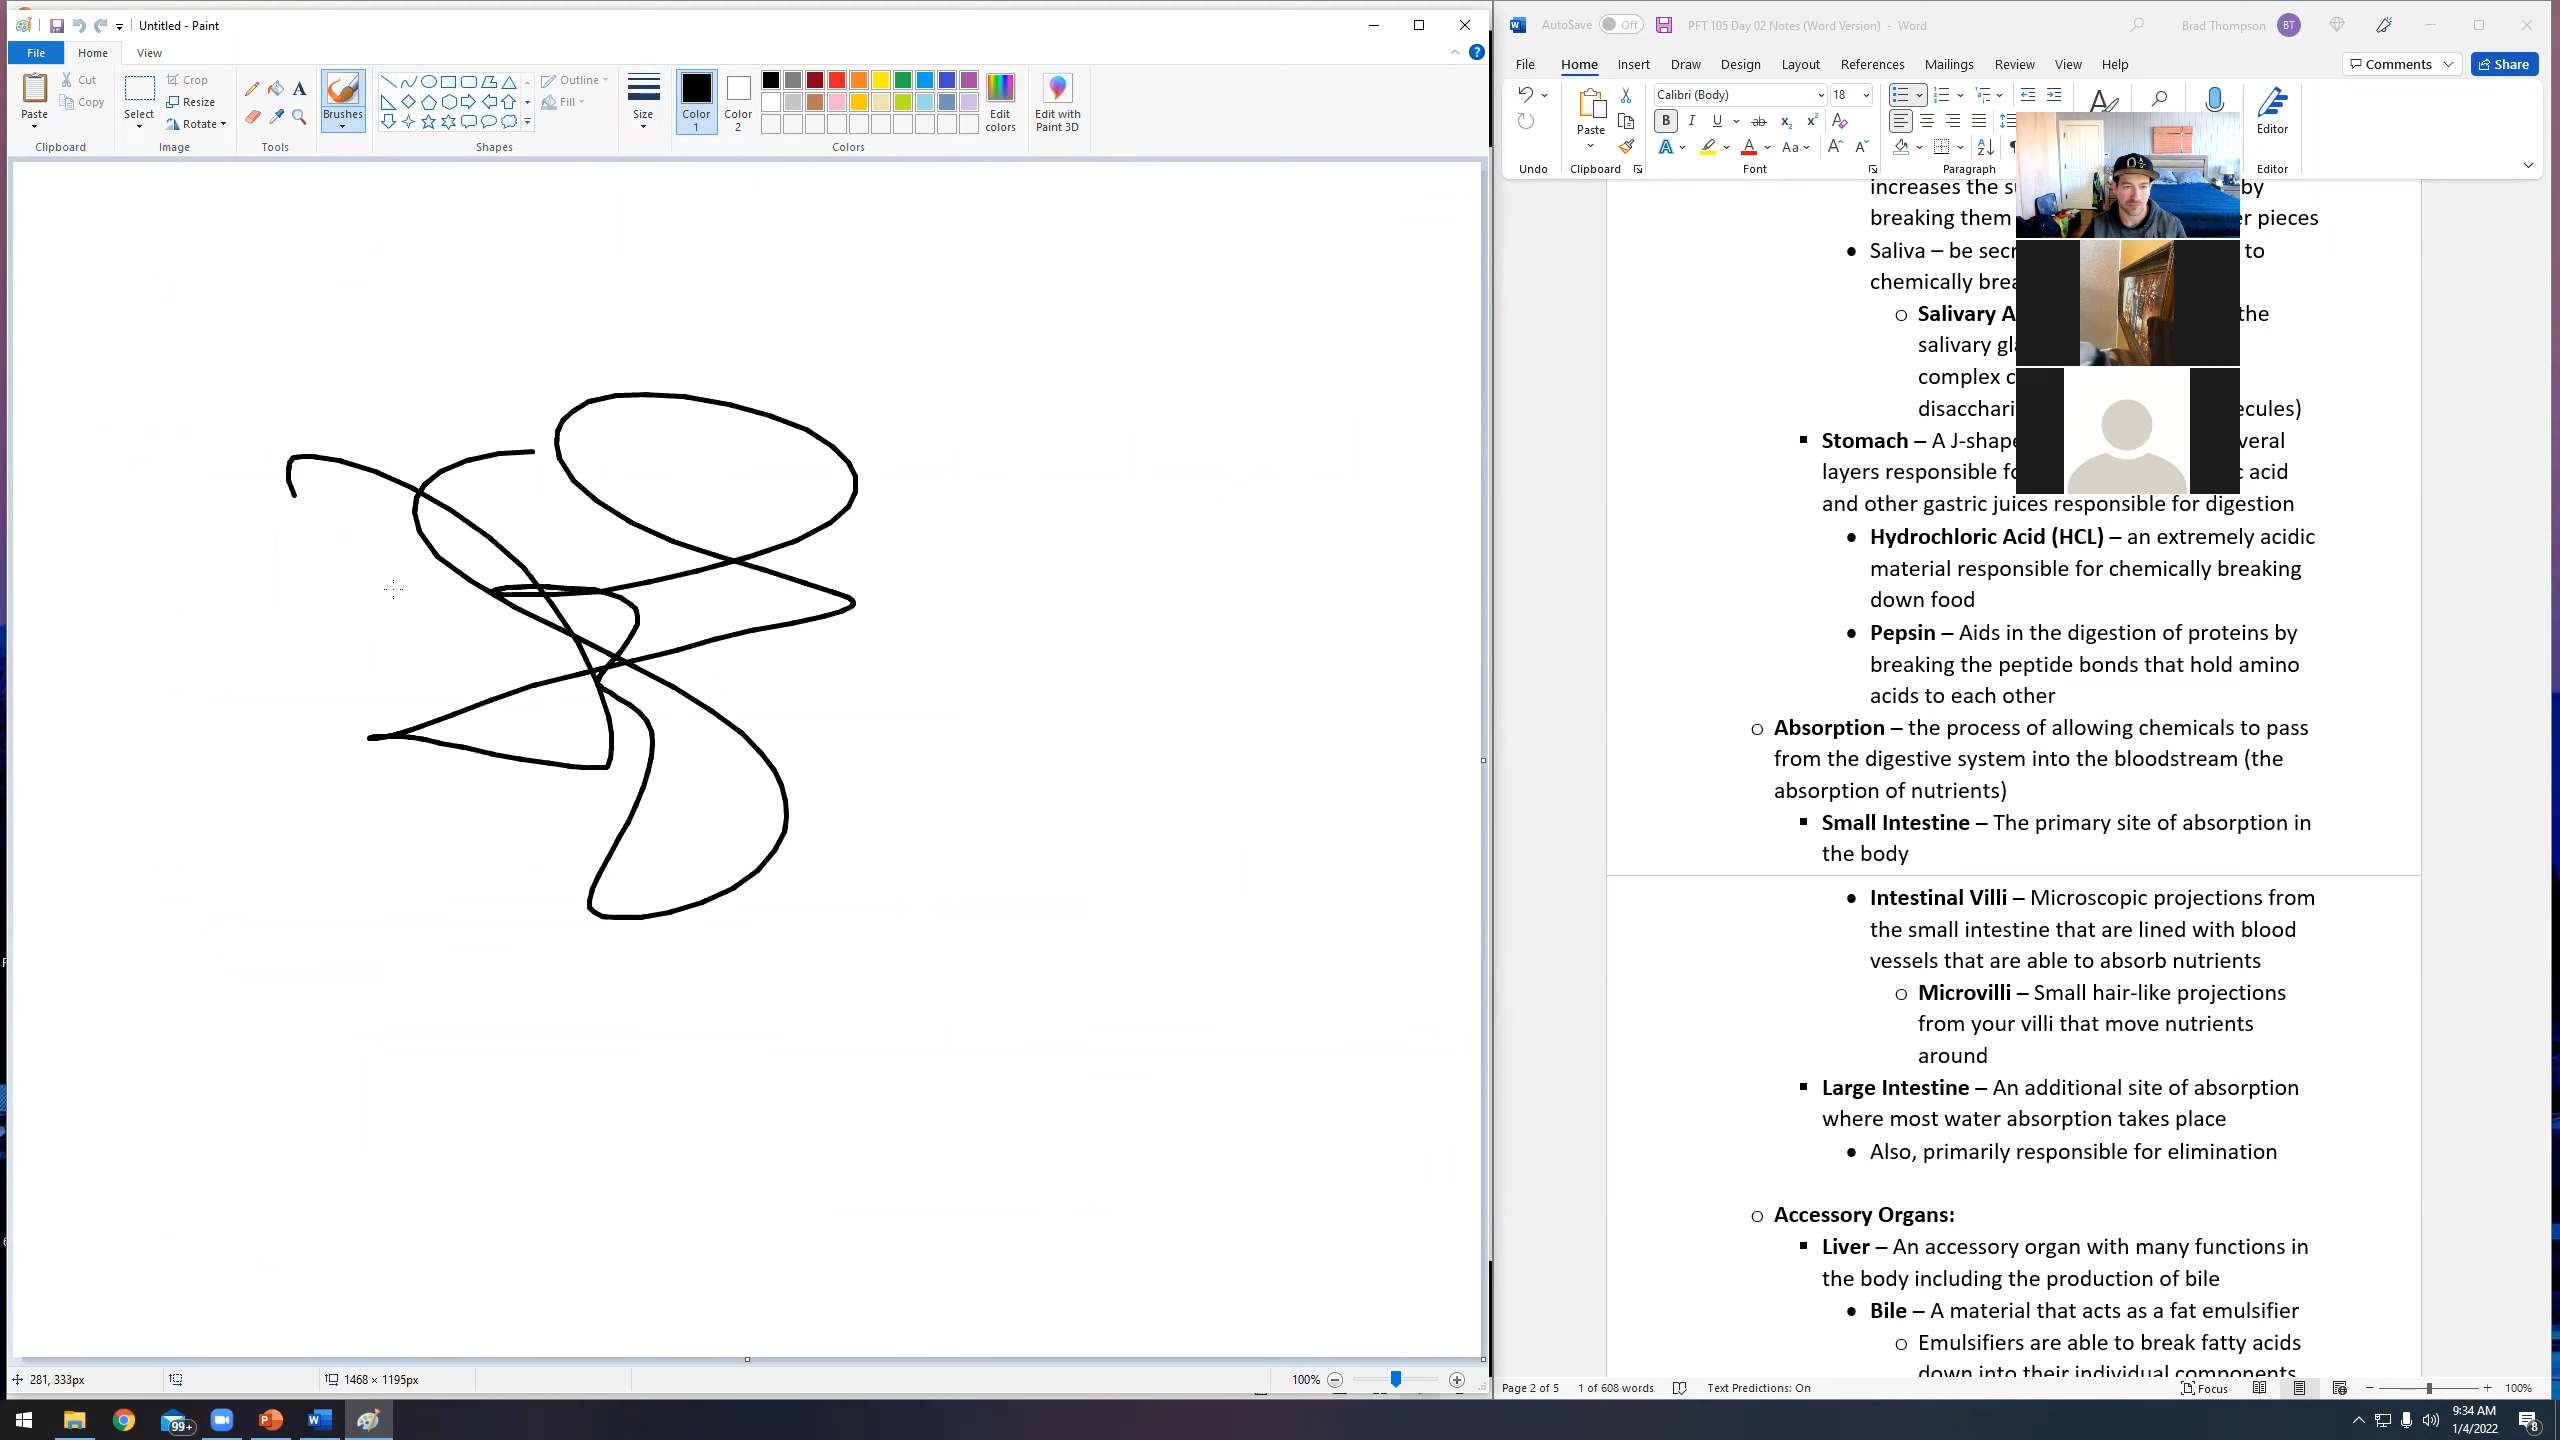 Untitled - Paint
File
Home
View
Paste
Cut
Copy
Clipboard
Select
Crop
Resize
Rotate
Image
Tools
Brushes
Shapes
Outline
Fill
Size
Color 1
Color 2
Edit colors
Edit with Paint 3D
Colors
281, 333px
1468 × 1195px
100%
AutoSave
Off
PFT 105 Day 02 Notes (Word Version) - Word
Brad Thompson
BT
File
Home
Insert
Draw
Design
Layout
References
Mailings
Review
View
Help
Comments
Share
Undo
Paste
Clipboard
Calibri (Body)
18
Font
Paragraph
Editor
Editor
increases the by
breaking them pieces
• Saliva – be to
chemically
o Salivary the
salivary
complex
Stomach – A
layers responsible acid
and other gastric juices responsible for digestion
• Hydrochloric Acid (HCL) – an extremely acidic
material responsible for chemically breaking
down food
• Pepsin – Aids in the digestion of proteins by
breaking the peptide bonds that hold amino
acids to each other
o Absorption – the process of allowing chemicals to pass
from the digestive system into the bloodstream (the
absorption of nutrients)
▪ Small Intestine – The primary site of absorption in
the body
• Intestinal Villi – Microscopic projections from
the small intestine that are lined with blood
vessels that are able to absorb nutrients
o Microvilli – Small hair-like projections
from your villi that move nutrients
around
▪ Large Intestine – An additional site of absorption
where most water absorption takes place
• Also, primarily responsible for elimination
o Accessory Organs:
▪ Liver – An accessory organ with many functions in
the body including the production of bile
• Bile – A material that acts as a fat emulsifier
o Emulsifiers are able to break fatty acids
down into their individual components
Page 2 of 5
1 of 608 words
Text Predictions: On
Focus
100%
99+
9:34 AM
1/4/2022
8